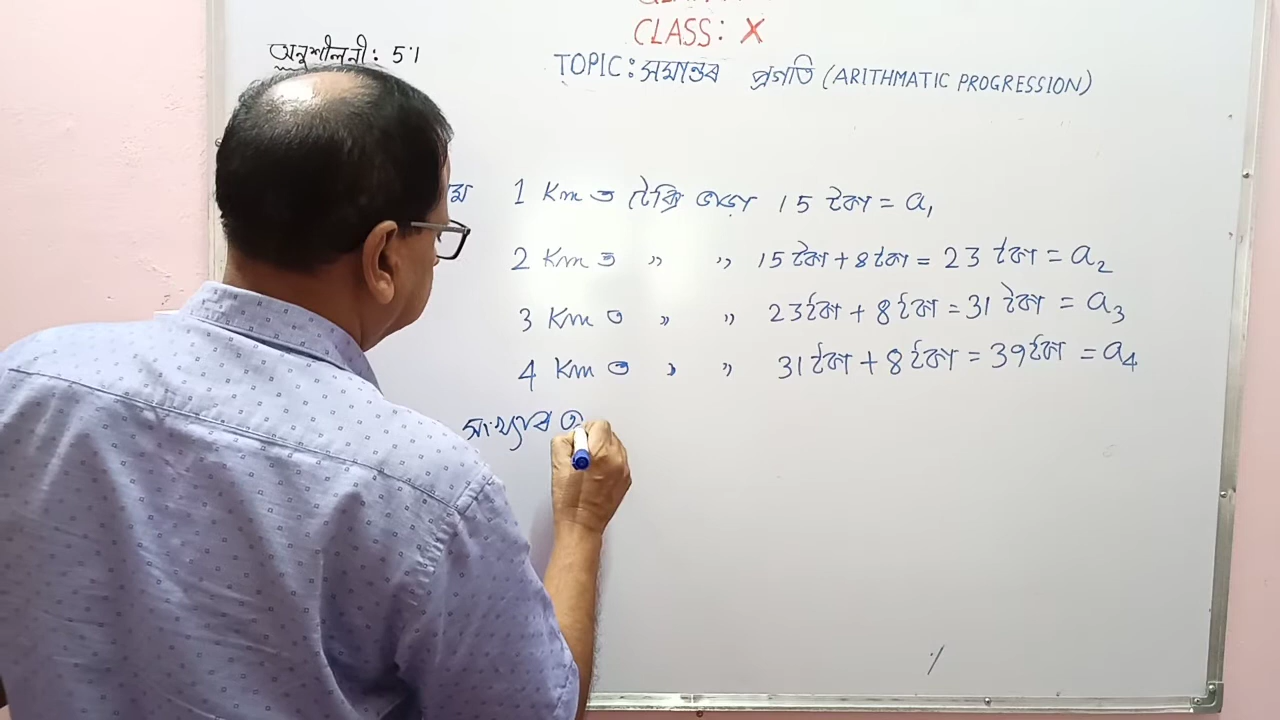 CLASS: X
অনুশীলনী: 5.1
TOPIC: সমান্তৰ প্ৰগতি (ARITHMATIC PROGRESSION)
1 Km ত টেক্সি ভাড়া 15 টকা = a₁
2 Km ত " " 15 টকা + 8 টকা = 23 টকা = a₂
3 Km ত " " 23 টকা + 8 টকা = 31 টকা = a₃
4 Km ত " " 31 টকা + 8 টকা = 39 টকা = a₄
সংখ্যাৰ ত